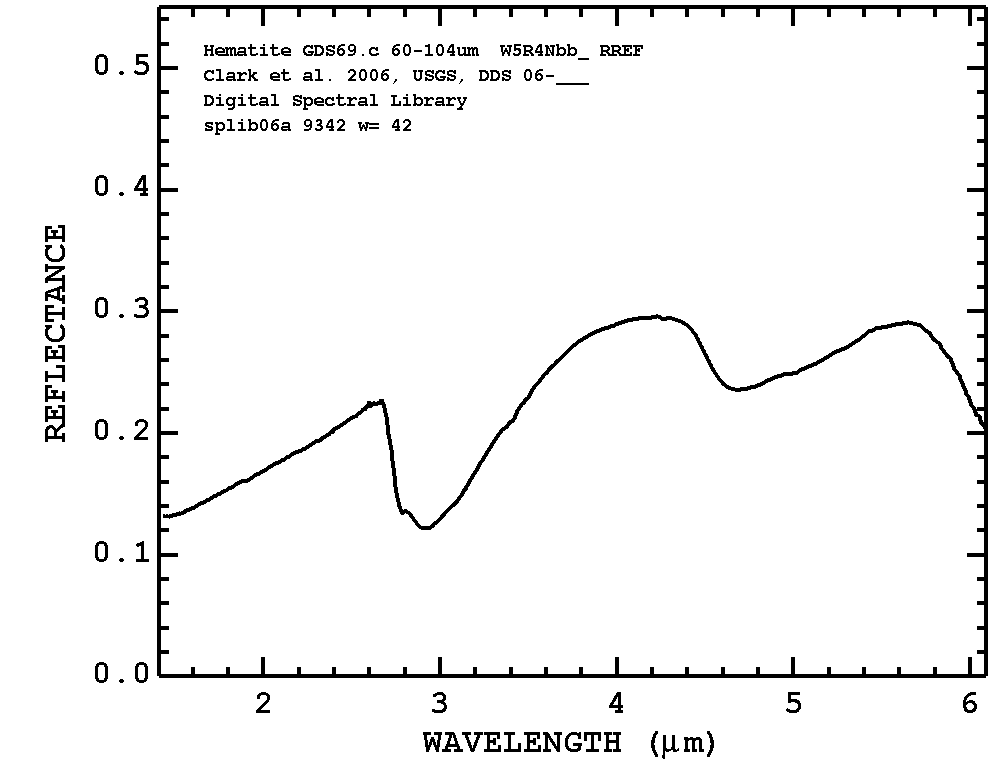 Hematite GDS69.c 60-104um W5R4Nbb_ RREF
Clark et al. 2006, USGS, DDS 06-___
Digital Spectral Library
splib06a 9342 w= 42
0.5
0.4
0.3
0.2
0.1
0.0
REFLECTANCE
2 3 4 5 6
WAVELENGTH (μm)